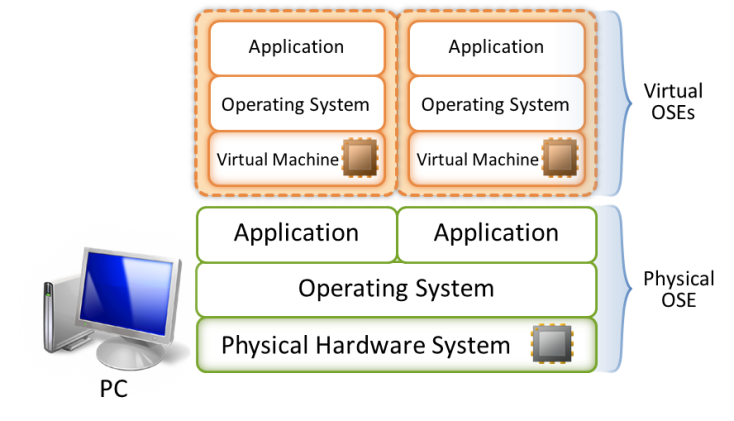 Application
Application
Operating System
Operating System
Virtual Machine
Virtual Machine
Virtual
OSEs
Application
Application
Operating System
Physical Hardware System
Physical
OSE
PC